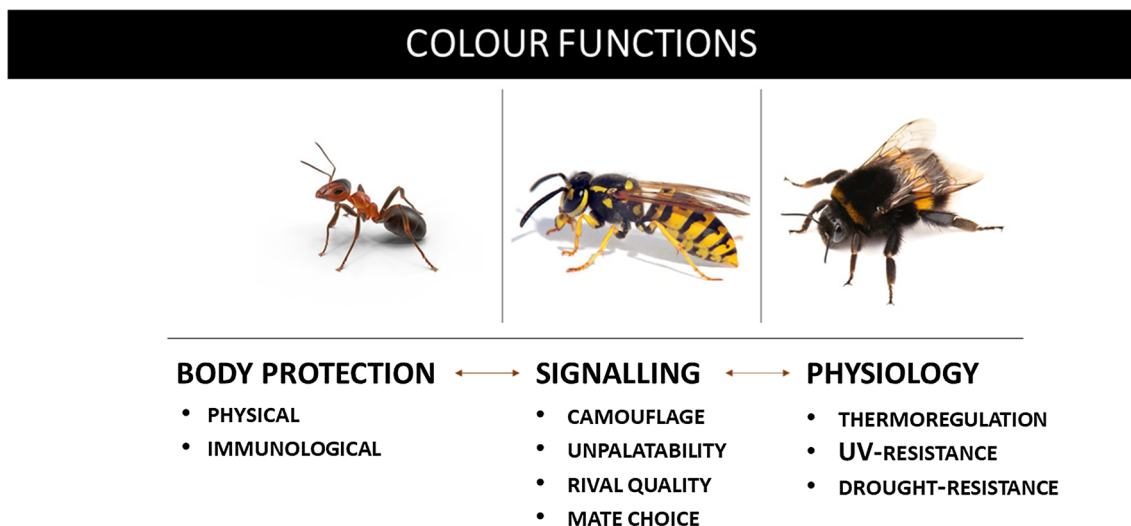 COLOUR FUNCTIONS
BODY PROTECTION
• PHYSICAL
• IMMUNOLOGICAL
SIGNALLING
• CAMOUFLAGE
• UNPALATABILITY
• RIVAL QUALITY
• MATE CHOICE
PHYSIOLOGY
• THERMOREGULATION
• UV-RESISTANCE
• DROUGHT-RESISTANCE